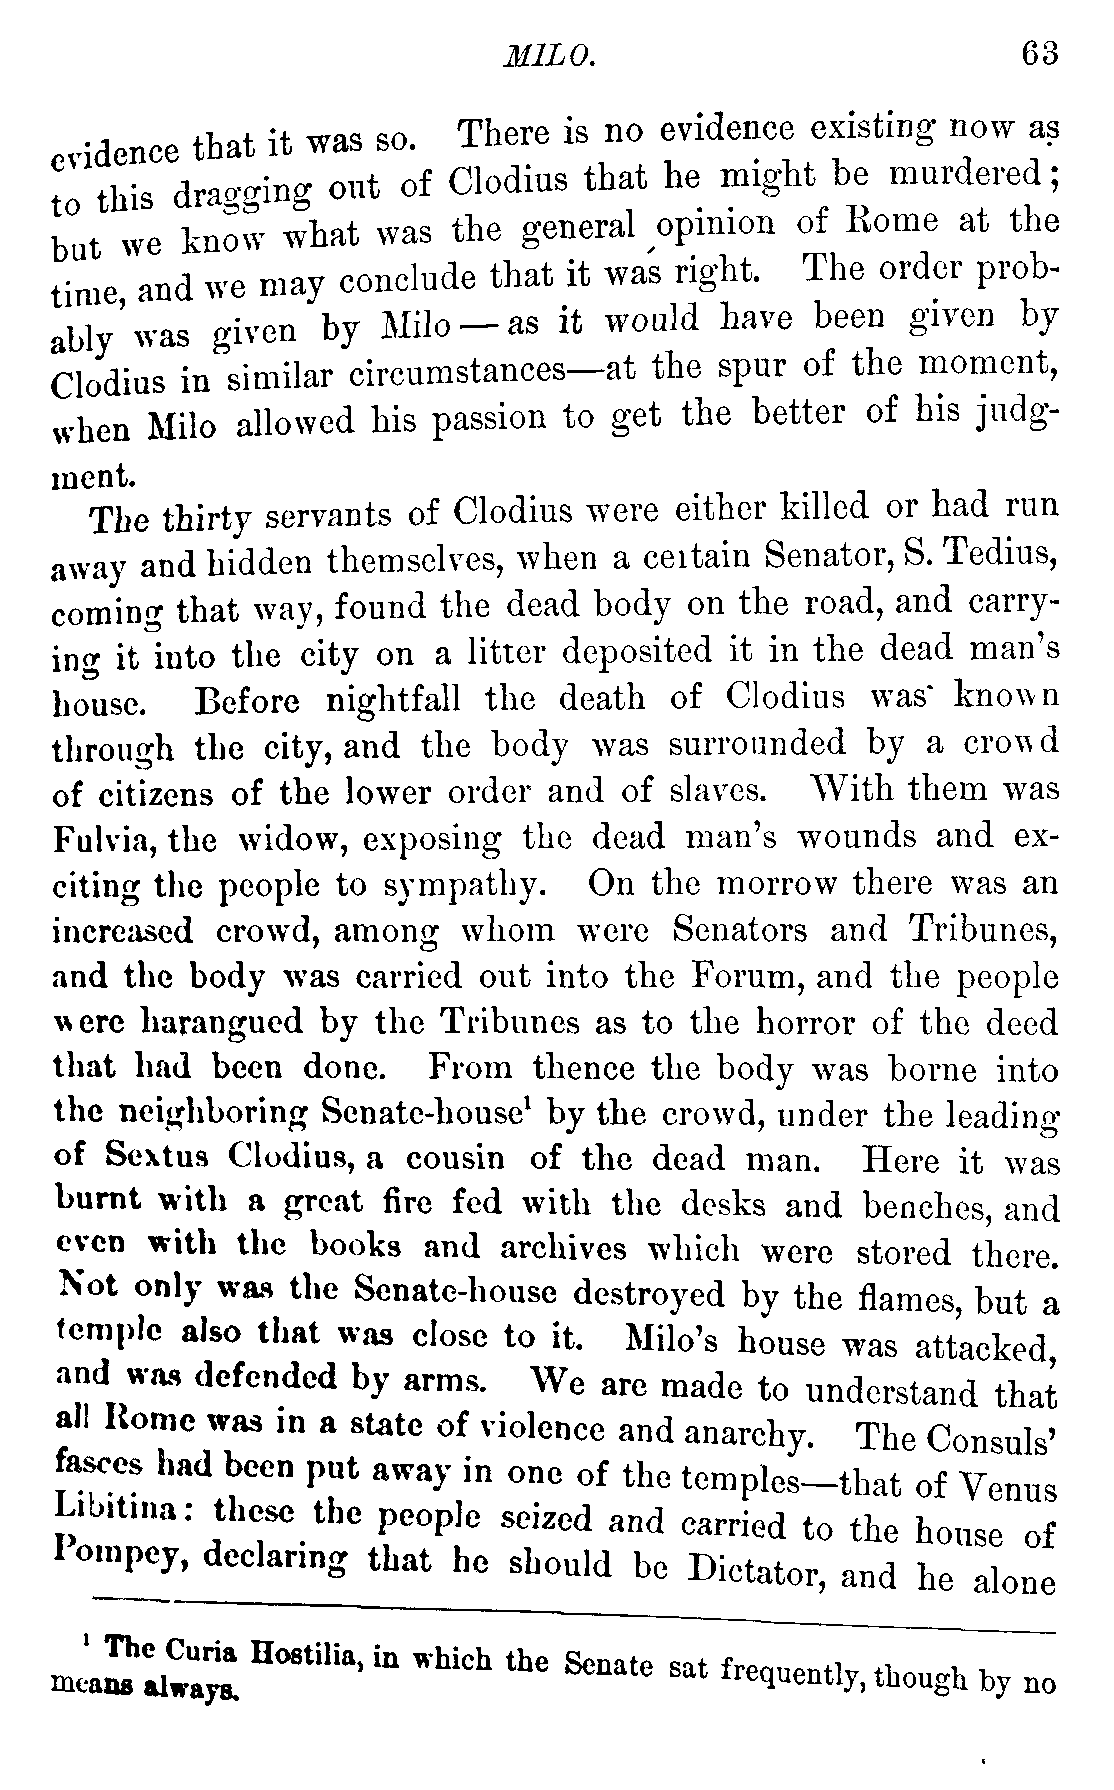 MILO. 63
evidence that it was so. There is no evidence existing now as
to this dragging out of Clodius that he might be murdered;
but we know what was the general opinion of Rome at the
time, and we may conclude that it was right. The order prob-
ably was given by Milo — as it would have been given by
Clodius in similar circumstances—at the spur of the moment,
when Milo allowed his passion to get the better of his judg-
ment.
The thirty servants of Clodius were either killed or had run
away and hidden themselves, when a certain Senator, S. Tedius,
coming that way, found the dead body on the road, and carry-
ing it into the city on a litter deposited it in the dead man's
house. Before nightfall the death of Clodius was known
through the city, and the body was surrounded by a crowd
of citizens of the lower order and of slaves. With them was
Fulvia, the widow, exposing the dead man's wounds and ex-
citing the people to sympathy. On the morrow there was an
increased crowd, among whom were Senators and Tribunes,
and the body was carried out into the Forum, and the people
were harangued by the Tribunes as to the horror of the deed
that had been done. From thence the body was borne into
the neighboring Senate-house¹ by the crowd, under the leading
of Sextus Clodius, a cousin of the dead man. Here it was
burnt with a great fire fed with the desks and benches, and
even with the books and archives which were stored there.
Not only was the Senate-house destroyed by the flames, but a
temple also that was close to it. Milo's house was attacked,
and was defended by arms. We are made to understand that
all Rome was in a state of violence and anarchy. The Consuls'
fasces had been put away in one of the temples—that of Venus
Libitina: these the people seized and carried to the house of
Pompey, declaring that he should be Dictator, and he alone
¹ The Curia Hostilia, in which the Senate sat frequently, though by no
means always.